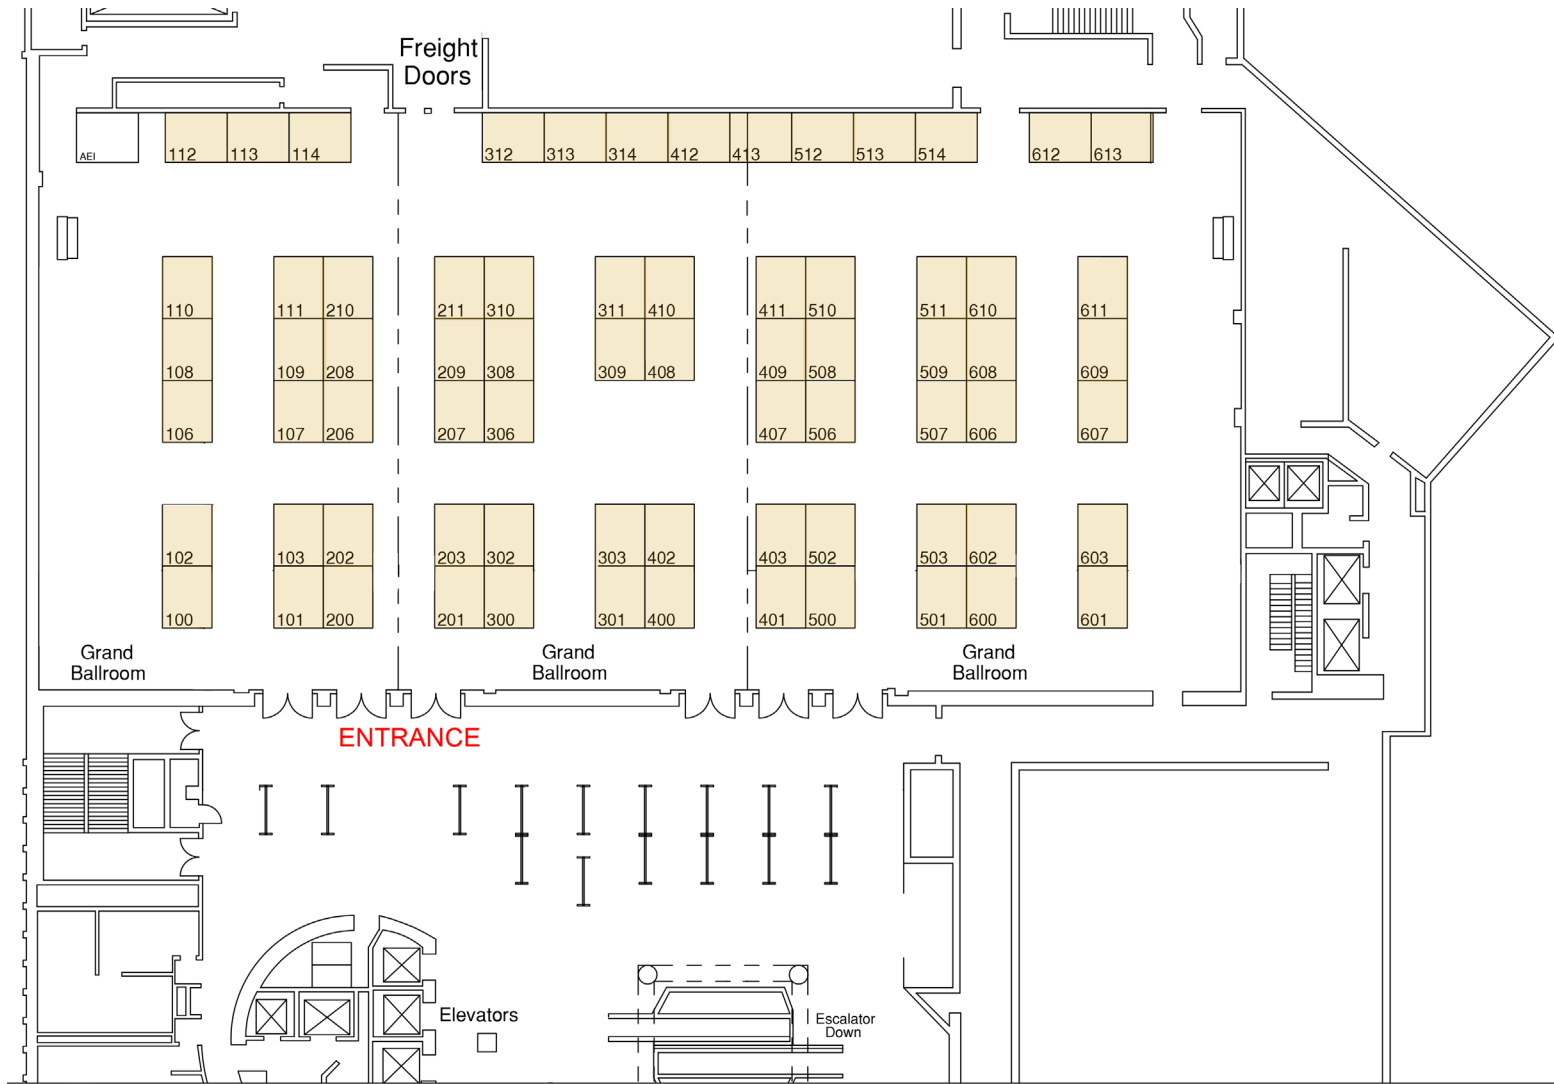 Freight
Doors
AEI
112 113 114 312 313 314 412 413 512 513 514 612 613
110 111 210 211 310 311 410 411 510 511 610 611
108 109 208 209 308 309 408 409 508 509 608 609
106 107 206 207 306 407 506 507 606 607
102 103 202 203 302 303 402 403 502 503 602 603
100 101 200 201 300 301 400 401 500 501 600 601
Grand
Ballroom
Grand
Ballroom
Grand
Ballroom
ENTRANCE
Elevators
Escalator
Down